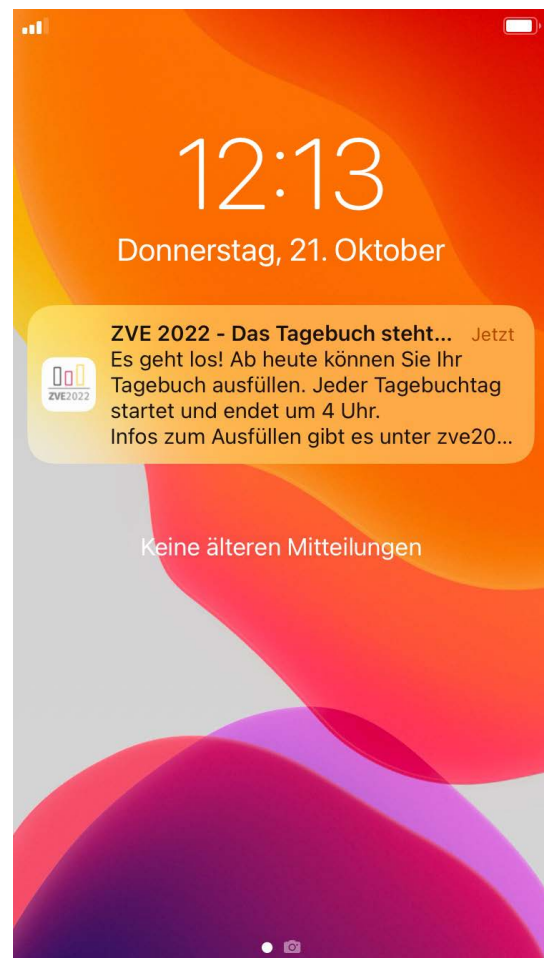 12:13
Donnerstag, 21. Oktober
ZVE 2022 - Das Tagebuch steht... Jetzt
Es geht los! Ab heute können Sie Ihr
Tagebuch ausfüllen. Jeder Tagebuchtag
startet und endet um 4 Uhr.
Infos zum Ausfüllen gibt es unter zve20...
ZVE2022
Keine älteren Mitteilungen